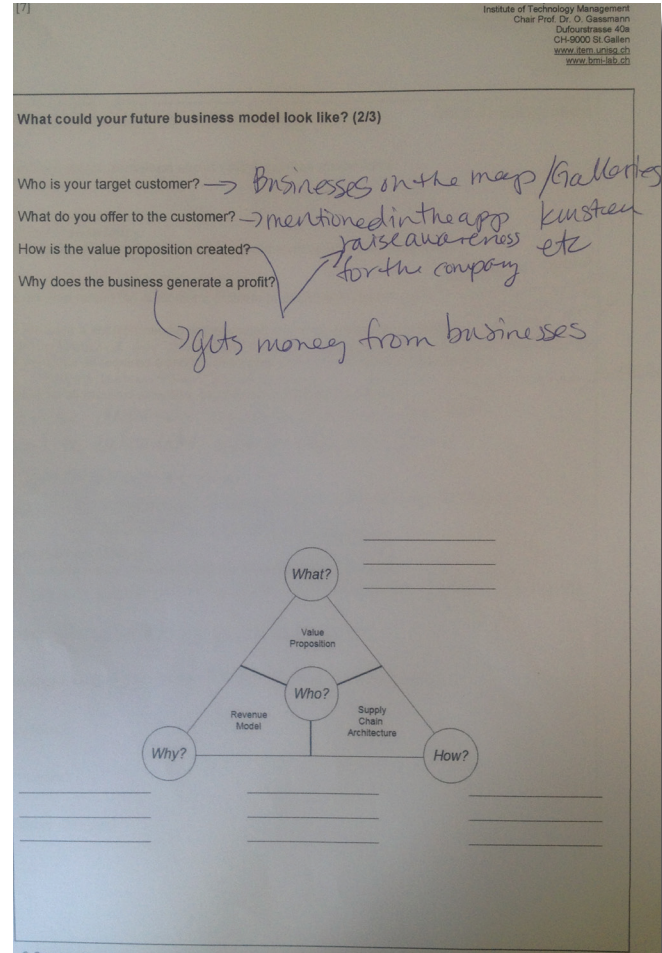 [7]
Institute of Technology Management
Chair Prof. Dr. O. Gassmann
Dufourstrasse 40a
CH-9000 St.Gallen
www.item.unisg.ch
www.bmi-lab.ch
What could your future business model look like? (2/3)
Who is your target customer? → Businesses on the map / Galleries
What do you offer to the customer? → mentioned in the app
etc
How is the value proposition created? raise awareness
for the company
Why does the business generate a profit?
gets money from businesses
What?
Value
Proposition
Who?
Revenue
Model
Supply
Chain
Architecture
Why?
How?